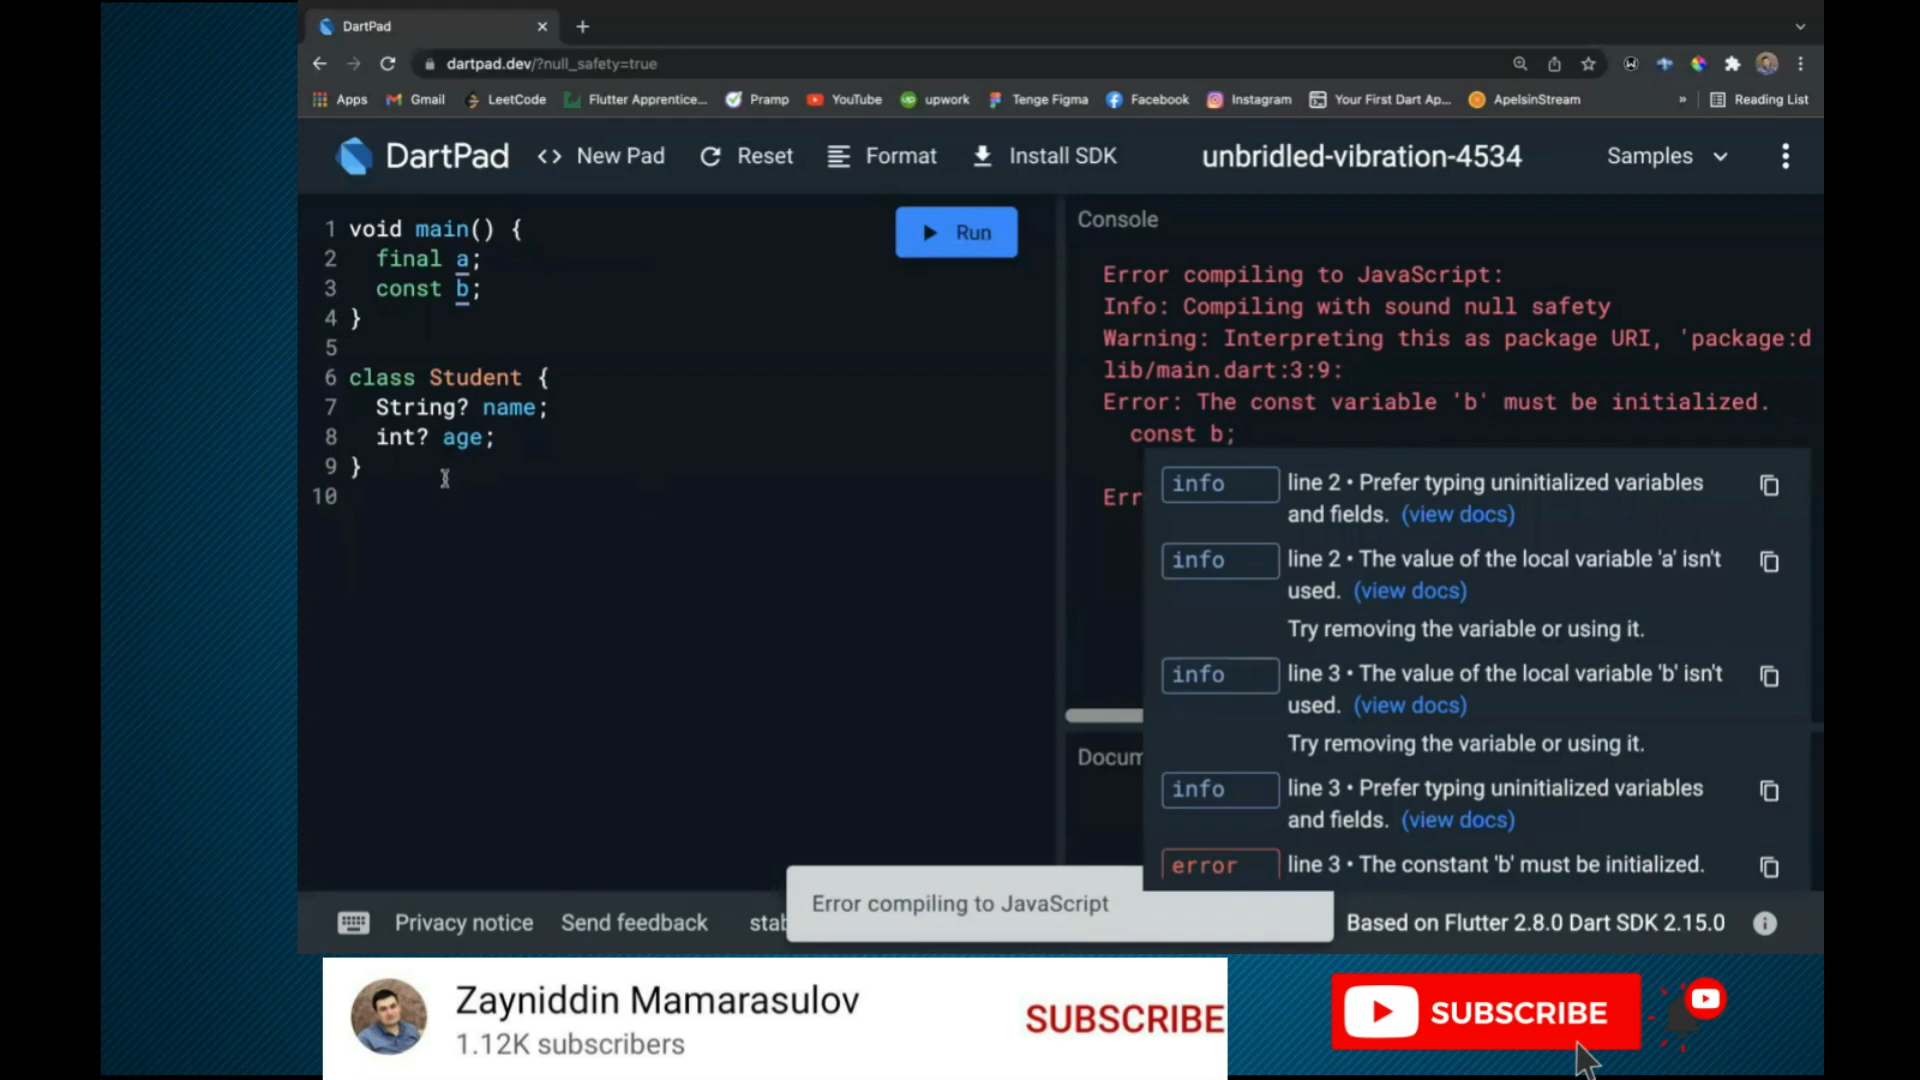 DartPad
dartpad.dev/?null_safety=true
Apps
Gmail
LeetCode
Flutter Apprentice...
Pramp
YouTube
upwork
Tenge Figma
Facebook
Instagram
Your First Dart Ap...
ApelsinStream
»
Reading List
DartPad
<> New Pad
Reset
Format
Install SDK
unbridled-vibration-4534
Samples
1 void main() {
2 final a;
3 const b;
4 }
5
6 class Student {
7 String? name;
8 int? age;
9 }
10
Run
Console
Error compiling to JavaScript:
Info: Compiling with sound null safety
Warning: Interpreting this as package URI, 'package:d
lib/main.dart:3:9:
Error: The const variable 'b' must be initialized.
const b;
Err
info line 2 • Prefer typing uninitialized variables
and fields. (view docs)
info line 2 • The value of the local variable 'a' isn't
used. (view docs)
Try removing the variable or using it.
info line 3 • The value of the local variable 'b' isn't
used. (view docs)
Try removing the variable or using it.
Docum
info line 3 • Prefer typing uninitialized variables
and fields. (view docs)
error line 3 • The constant 'b' must be initialized.
Privacy notice
Send feedback
stab
Error compiling to JavaScript
Based on Flutter 2.8.0 Dart SDK 2.15.0
Zayniddin Mamarasulov
1.12K subscribers
SUBSCRIBE
SUBSCRIBE